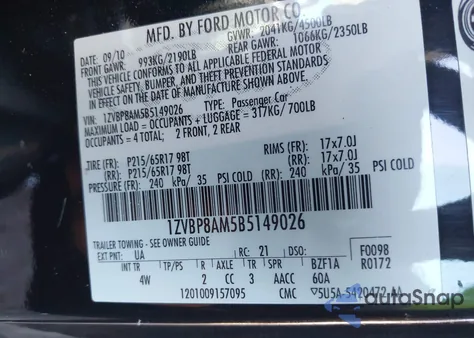 MFD. BY FORD MOTOR CO.
DATE: 09/10 GVWR: 2041KG/4500LB
FRONT GAWR: 993KG/2190LB REAR GAWR: 1066KG/2350LB
THIS VEHICLE CONFORMS TO ALL APPLICABLE FEDERAL MOTOR
VEHICLE SAFETY AND BUMPER STANDARDS IN EFFECT
ON THE DATE OF MANUFACTURE SHOWN ABOVE.
VIN: 1ZVBP8AM5B5149026 TYPE: Passenger Car
MAXIMUM LOAD = OCCUPANTS + LUGGAGE = 317KG/700LB
OCCUPANTS = 4 TOTAL; 2 FRONT, 2 REAR
TIRE (FR): P215/65R17 98T RIMS (FR): 17x7.0J
(R): P215/65R17 98T (R): 17x7.0J
PRESSURE (FR): 240 kPa/ 35 PSI COLD (R): 240 kPa/ 35 PSI COLD
1ZVBP8AM5B5149026
TRAILER TOWING - SEE OWNER GUIDE
EXT PNT: UA RC: 21 DSO: F0098
INT TR TP/PS R AXLE TR SPR BZF1A R0172
4W 2 CC 3 AACC 60A
1201009157095 CMC ▽5U5A-5420472-AA
AutoSnap